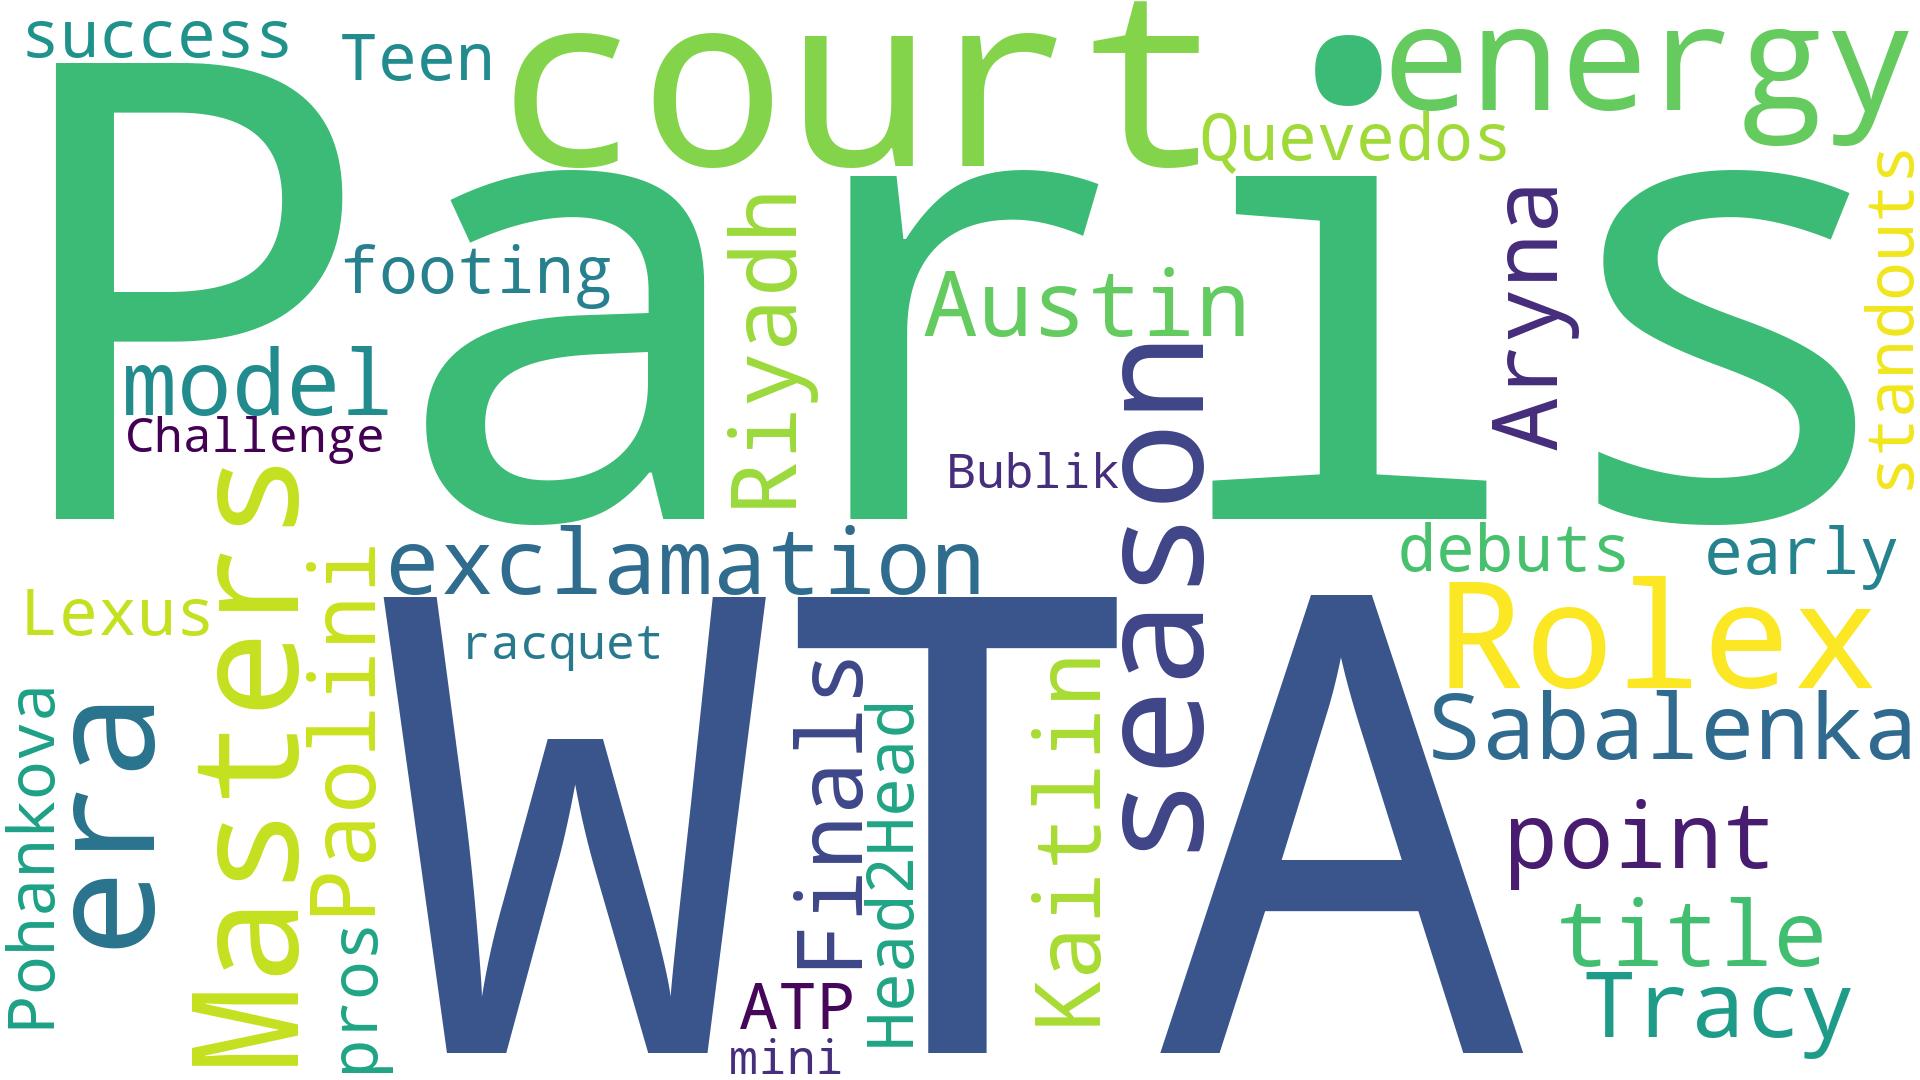 success
Teen
court
energy
Quevedos
Paris
standouts
Aryna
Riyadh
footing
Austin
model
Challenge
Bublik
season
Masters
exclamation
debuts
early
Paolini
Lexus
racquet
Rolex
WTA
Sabalenka
Pohankova
era
Finals
Head2Head
Kaitlin
point
title
pros
ATP
Tracy
mini